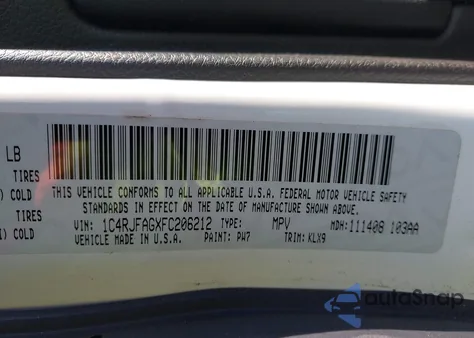 LB
TIRES
) COLD
THIS VEHICLE CONFORMS TO ALL APPLICABLE U.S.A. FEDERAL MOTOR VEHICLE SAFETY
TIRES
STANDARDS IN EFFECT ON THE DATE OF MANUFACTURE SHOWN ABOVE.
I) COLD
VIN: 1C4RJFAGXFC206212 TYPE: MPV MDH: 111408 103AA
VEHICLE MADE IN U.S.A. PAINT: PW7 TRIM: KLX9
autoSnap